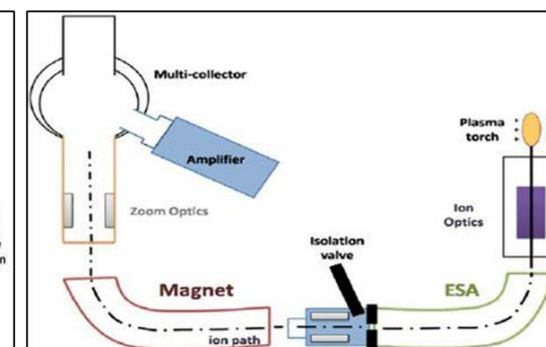 Multi-collector
Plasma
torch
Amplifier
Zoom Optics
Ion
Optics
Isolation
valve
Magnet
ESA
ion path